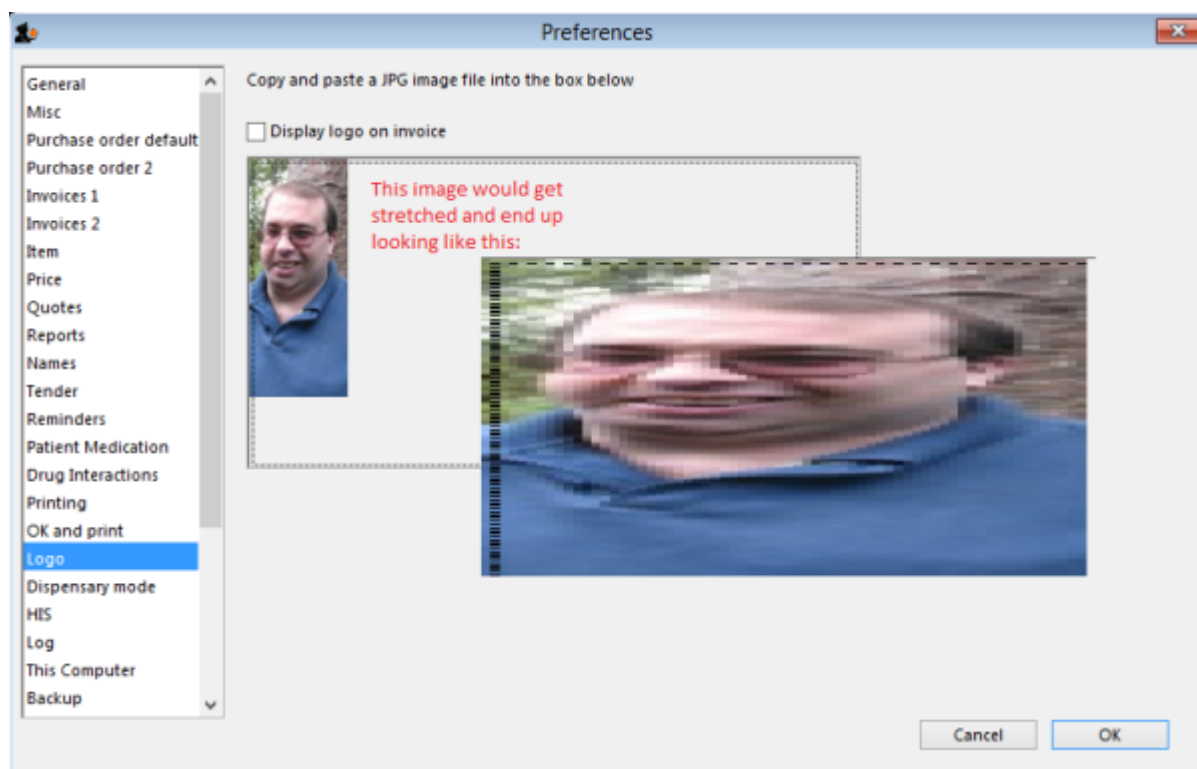 Preferences
General
Misc
Purchase order default
Purchase order 2
Invoices 1
Invoices 2
Item
Price
Quotes
Reports
Names
Tender
Reminders
Patient Medication
Drug Interactions
Printing
OK and print
Logo
Dispensary mode
HIS
Log
This Computer
Backup
Copy and paste a JPG image file into the box below
Display logo on invoice
This image would get
stretched and end up
looking like this:
Cancel
OK